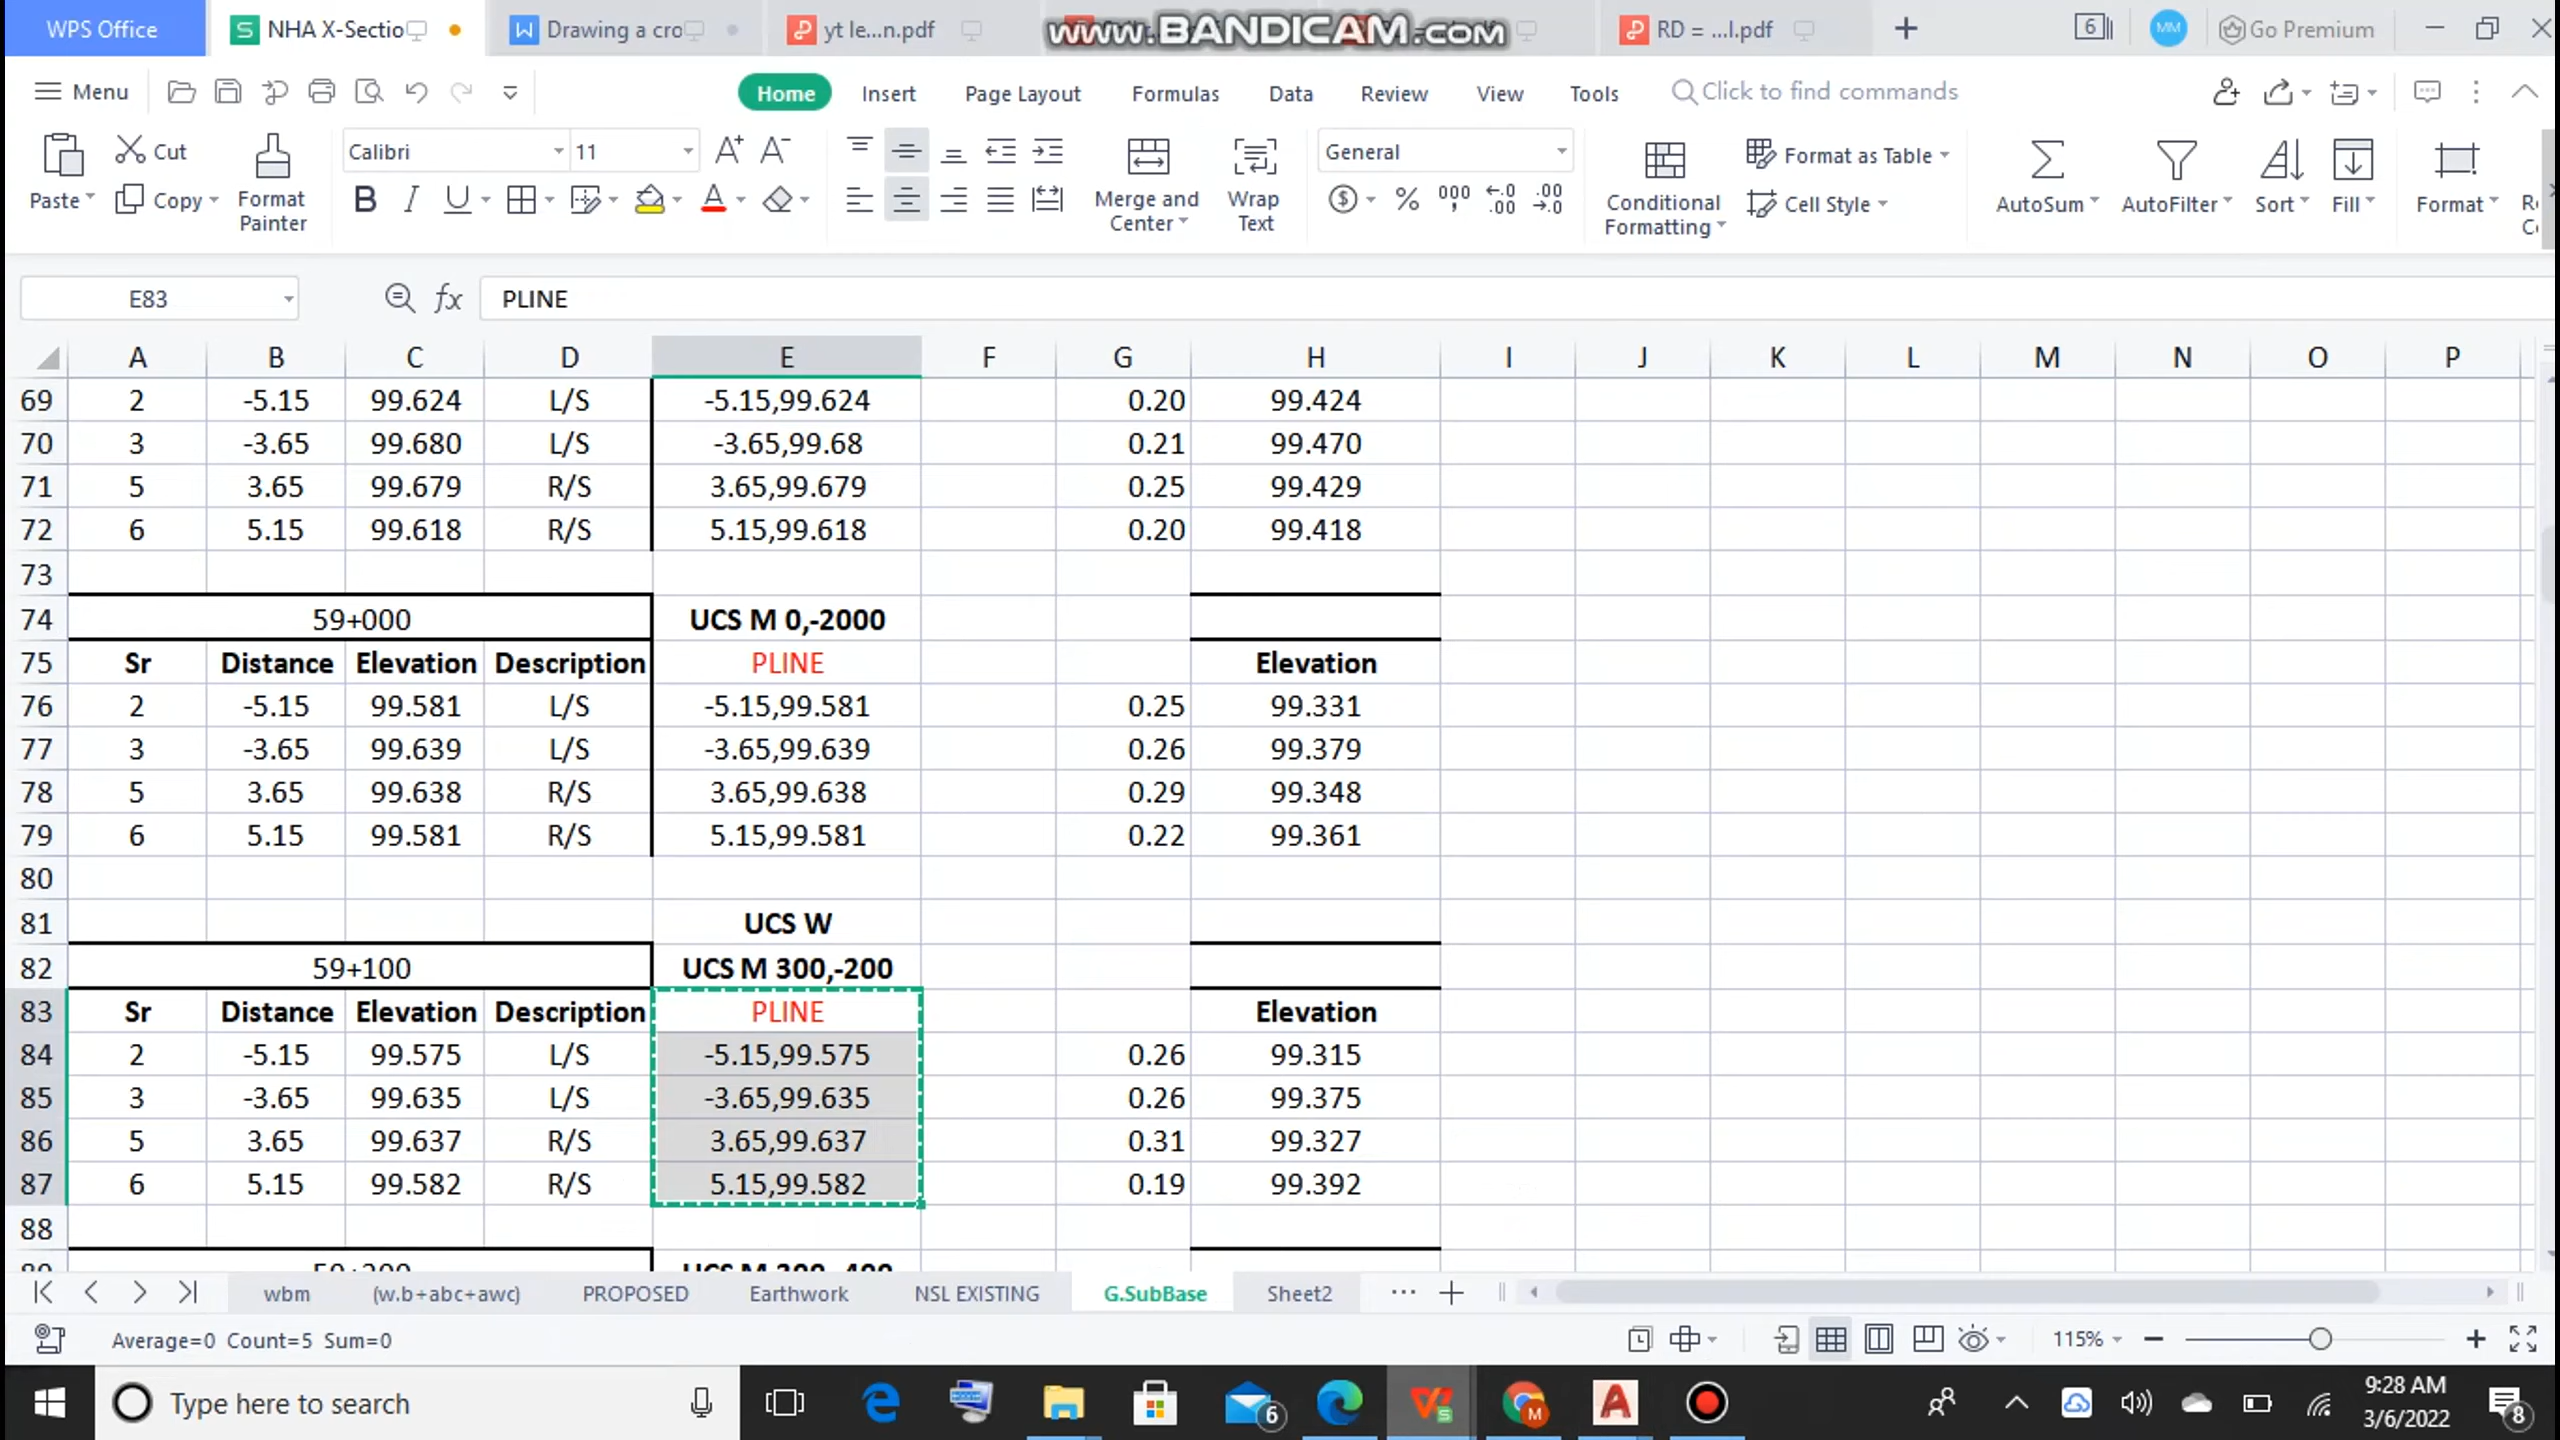 WPS Office NHA X-Sectio Drawing a cro yt le...n.pdf www.BANDICAM.com RD = ...l.pdf 6 MM Go Premium
Menu Home Insert Page Layout Formulas Data Review View Tools Click to find commands
Paste Cut Copy Format Painter Calibri 11 A+ A- B I U A Merge and Center Wrap Text General Conditional Formatting Format as Table Cell Style AutoSum AutoFilter Sort Fill Format
E83 fx PLINE
A B C D E F G H I J K L M N O P
69 2 -5.15 99.624 L/S -5.15,99.624 0.20 99.424
70 3 -3.65 99.680 L/S -3.65,99.68 0.21 99.470
71 5 3.65 99.679 R/S 3.65,99.679 0.25 99.429
72 6 5.15 99.618 R/S 5.15,99.618 0.20 99.418
73
74 59+000 UCS M 0,-2000
75 Sr Distance Elevation Description PLINE Elevation
76 2 -5.15 99.581 L/S -5.15,99.581 0.25 99.331
77 3 -3.65 99.639 L/S -3.65,99.639 0.26 99.379
78 5 3.65 99.638 R/S 3.65,99.638 0.29 99.348
79 6 5.15 99.581 R/S 5.15,99.581 0.22 99.361
80
81 UCS W
82 59+100 UCS M 300,-200
83 Sr Distance Elevation Description PLINE Elevation
84 2 -5.15 99.575 L/S -5.15,99.575 0.26 99.315
85 3 -3.65 99.635 L/S -3.65,99.635 0.26 99.375
86 5 3.65 99.637 R/S 3.65,99.637 0.31 99.327
87 6 5.15 99.582 R/S 5.15,99.582 0.19 99.392
88
wbm (w.b+abc+awc) PROPOSED Earthwork NSL EXISTING G.SubBase Sheet2 ...
Average=0 Count=5 Sum=0 115%
Type here to search 6 9:28 AM
3/6/2022 8